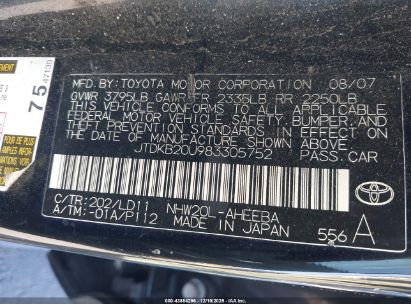 MFD. BY: TOYOTA MOTOR CORPORATION 08/07
GVWR 3795LB GAWR FR 2335LB RR 2250LB
THIS VEHICLE CONFORMS TO ALL APPLICABLE
FEDERAL MOTOR VEHICLE SAFETY, BUMPER AND
THEFT PREVENTION STANDARDS IN EFFECT ON THE
DATE OF MANUFACTURE SHOWN ABOVE.
JTDKB20U983305752 PASS.CAR
C/TR: 202/LD11 NHW20L-AHEEBA
A/TM: -01A/P112 MADE IN JAPAN
556 A
TOYOTA
75
47130